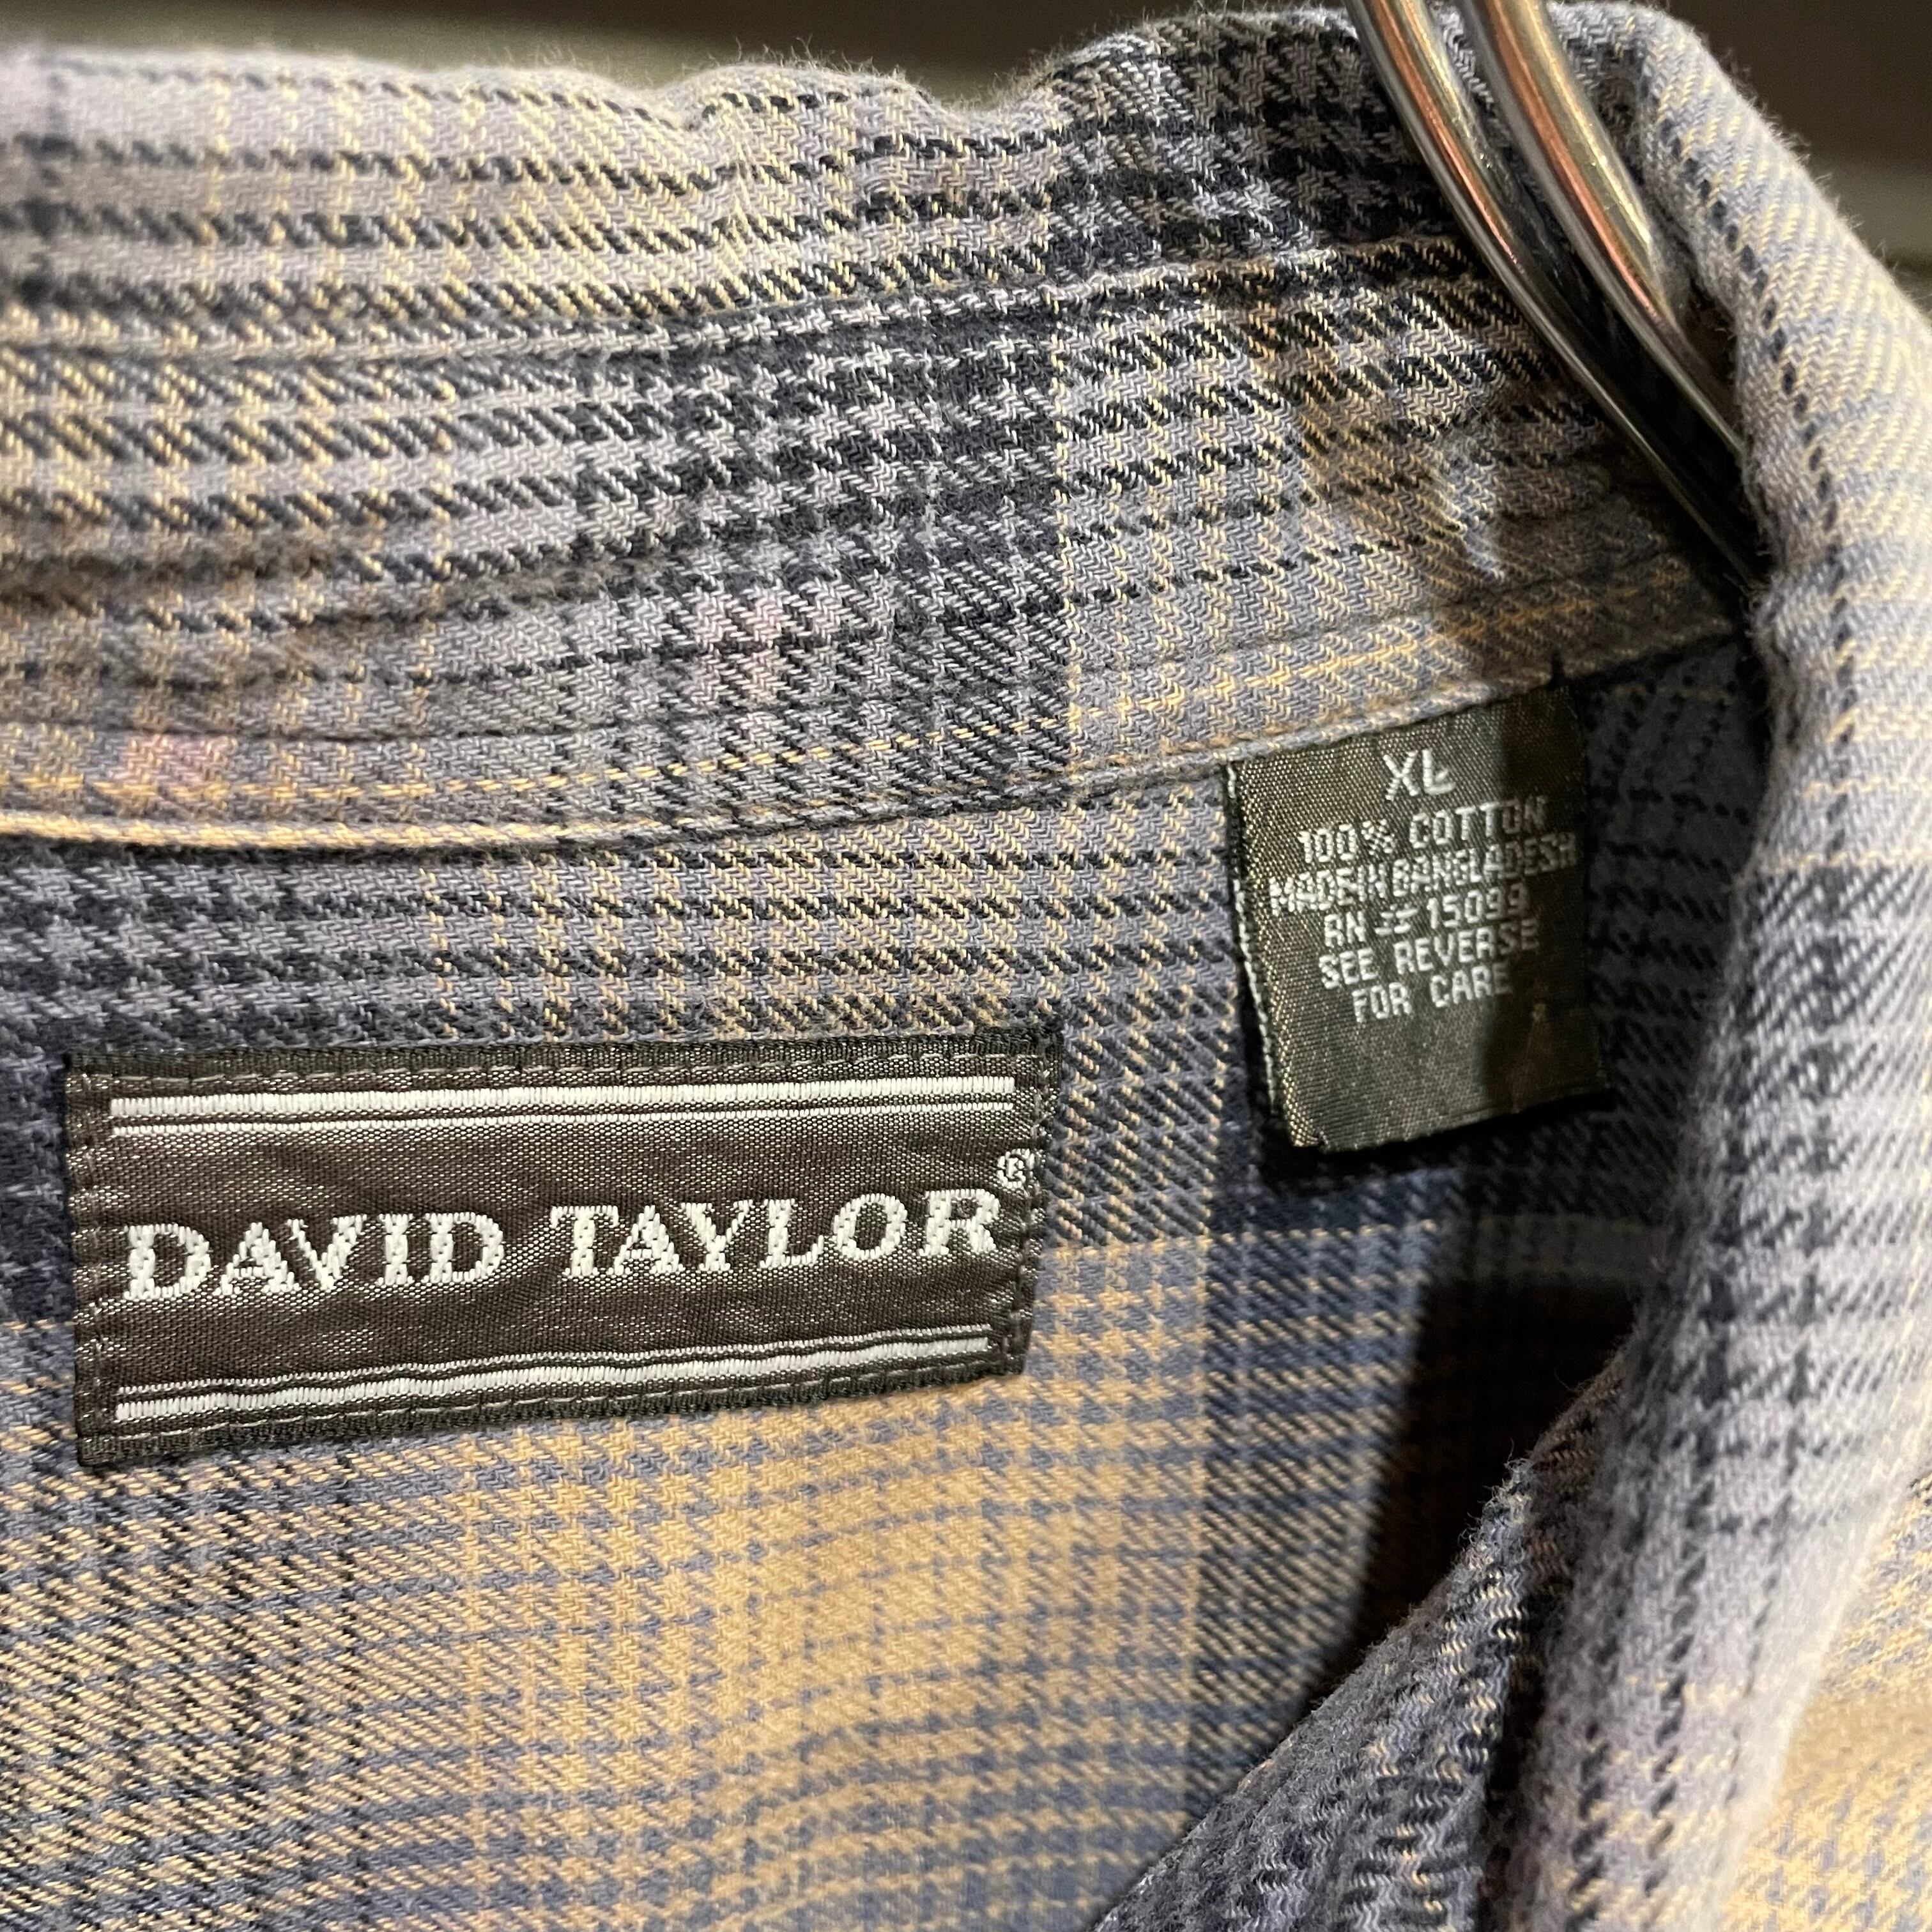 XL
100% COTTON
MADE IN BANGLADESH
RN # 15099
SEE REVERSE
FOR CARE
DAVID TAYLOR®